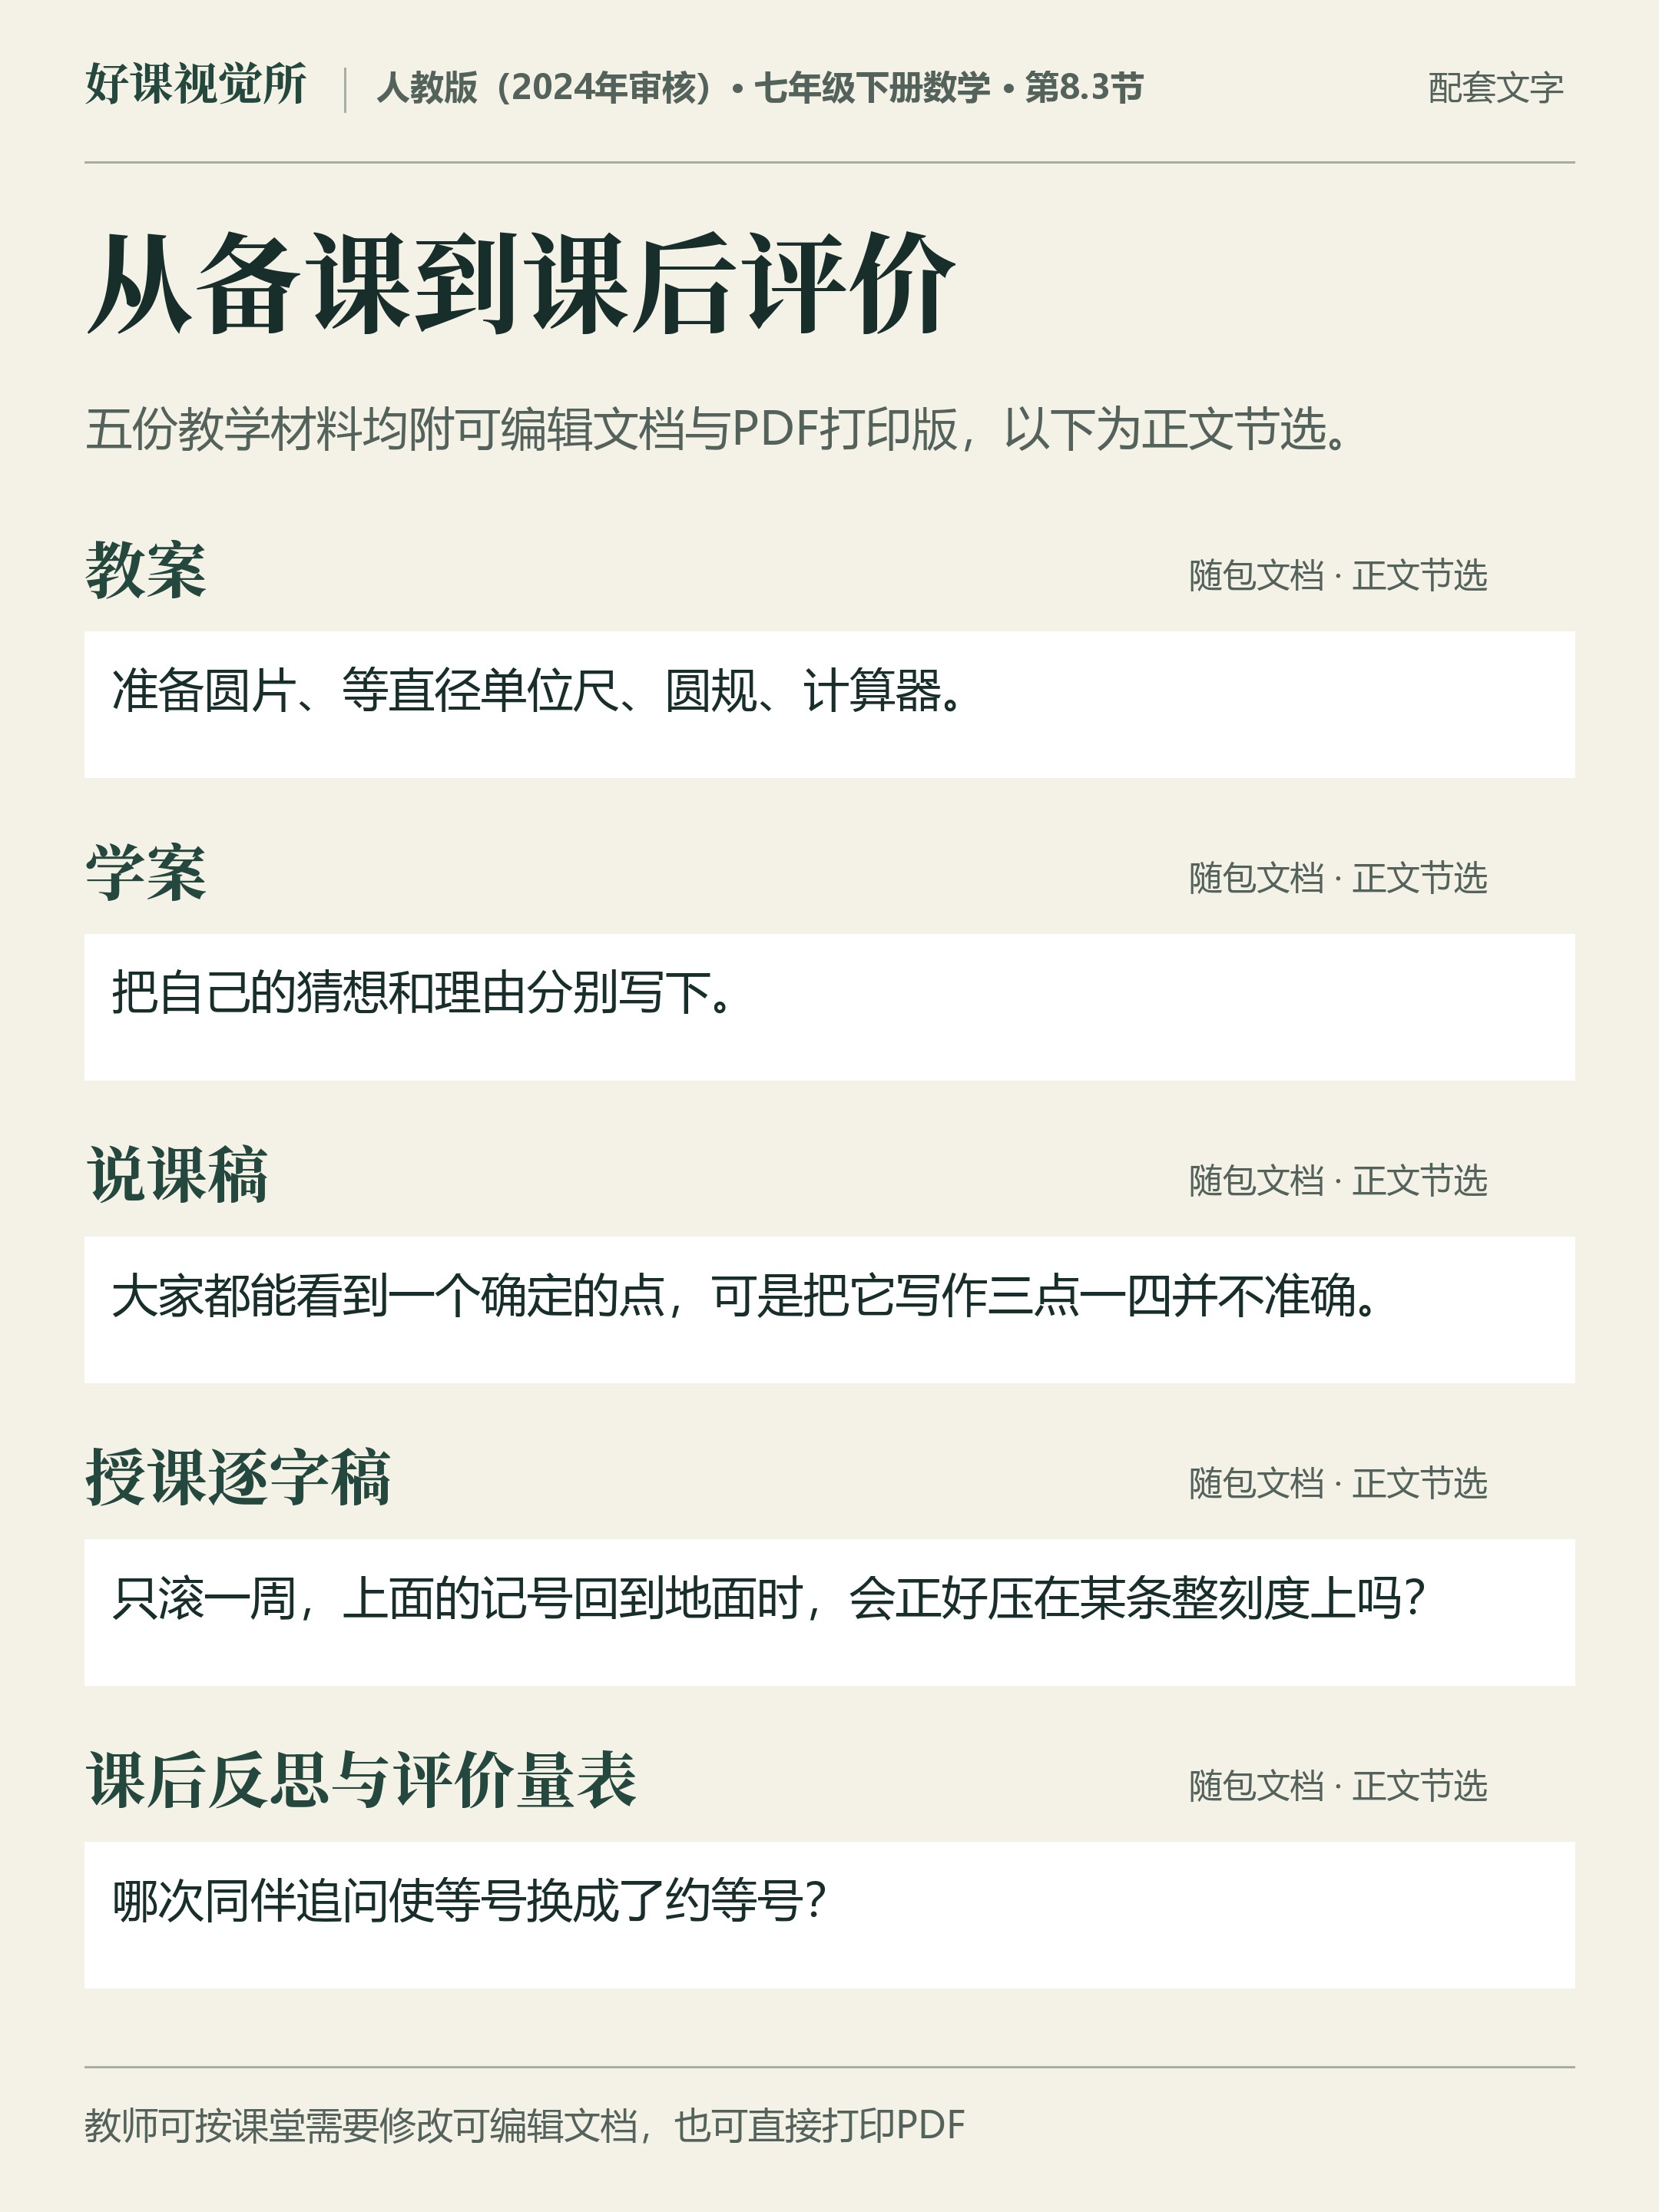 好课视觉所 人教版（2024年审核）• 七年级下册数学 • 第8.3节 配套文字
从备课到课后评价
五份教学材料均附可编辑文档与PDF打印版，以下为正文节选。
教案 随包文档 · 正文节选
准备圆片、等直径单位尺、圆规、计算器。
学案 随包文档 · 正文节选
把自己的猜想和理由分别写下。
说课稿 随包文档 · 正文节选
大家都能看到一个确定的点，可是把它写作三点一四并不准确。
授课逐字稿 随包文档 · 正文节选
只滚一周，上面的记号回到地面时，会正好压在某条整刻度上吗？
课后反思与评价量表 随包文档 · 正文节选
哪次同伴追问使等号换成了约等号？
教师可按课堂需要修改可编辑文档，也可直接打印PDF